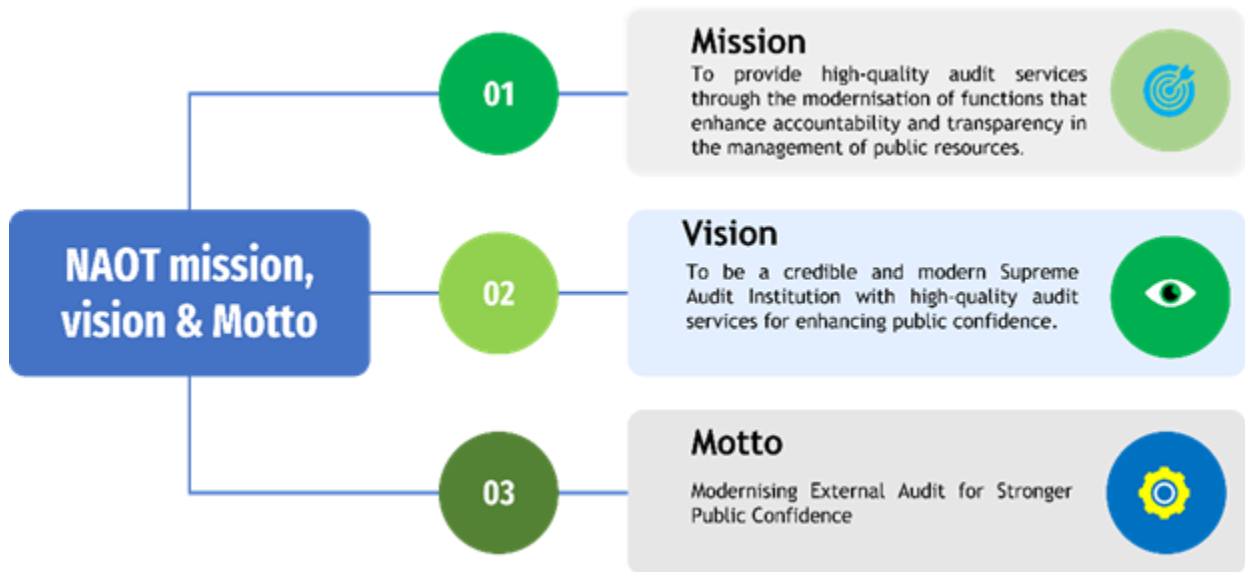 NAOT mission,
vision & Motto
01
Mission
To provide high-quality audit services
through the modernisation of functions that
enhance accountability and transparency in
the management of public resources.
02
Vision
To be a credible and modern Supreme
Audit Institution with high-quality audit
services for enhancing public confidence.
03
Motto
Modernising External Audit for Stronger
Public Confidence